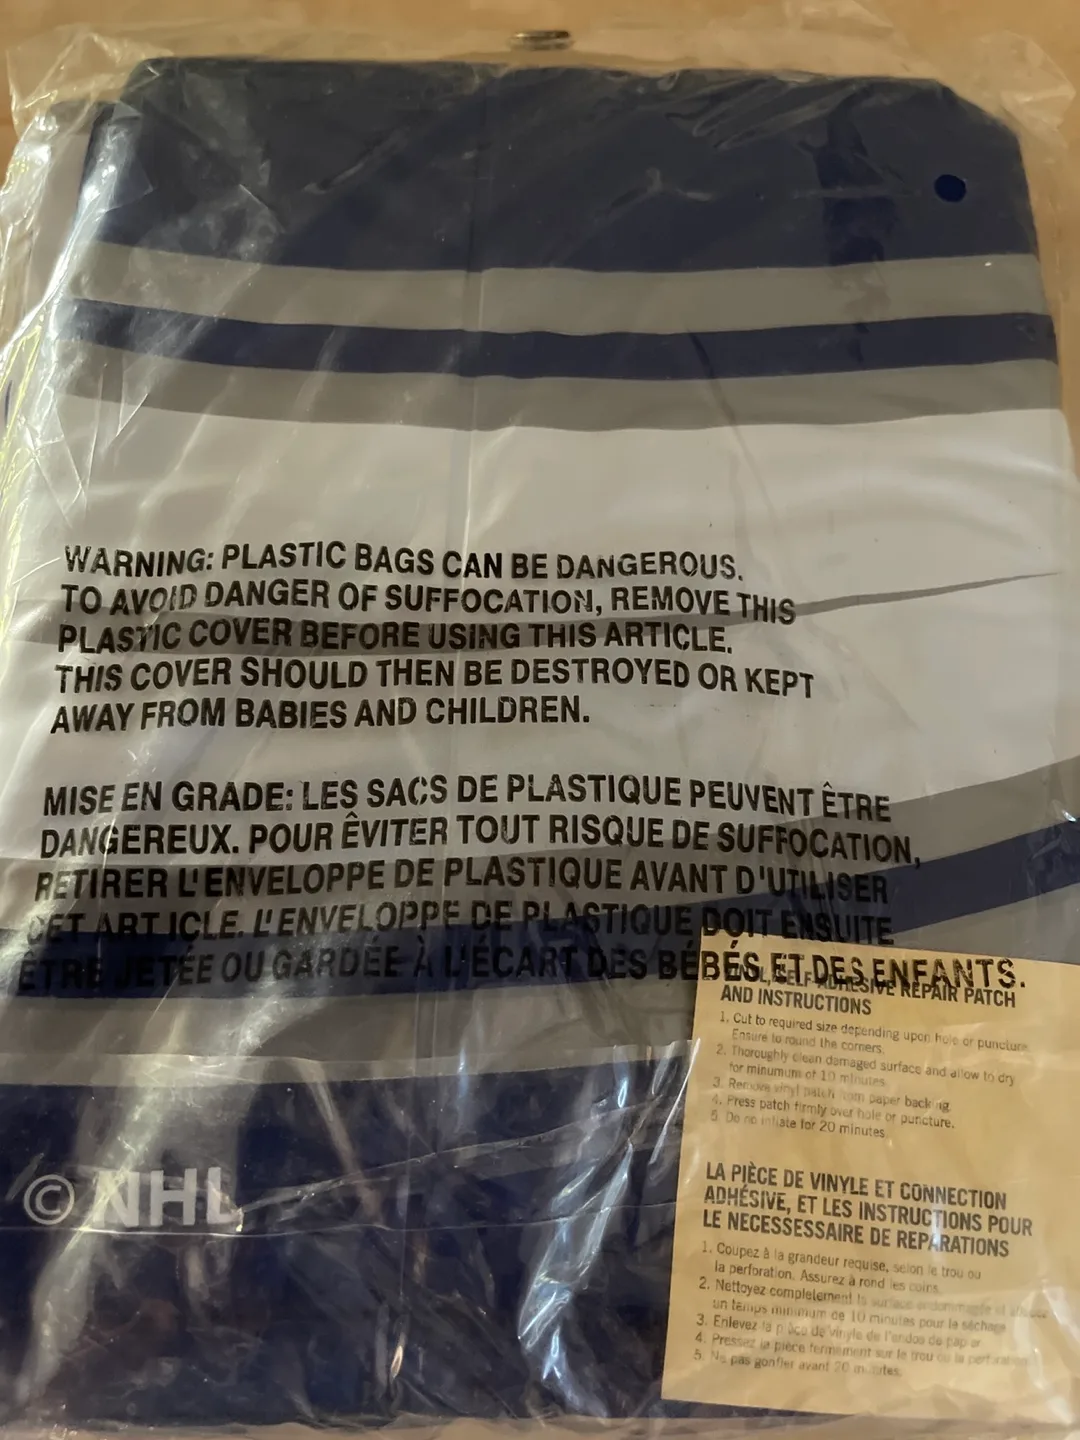 WARNING: PLASTIC BAGS CAN BE DANGEROUS.
TO AVOID DANGER OF SUFFOCATION, REMOVE THIS
PLASTIC COVER BEFORE USING THIS ARTICLE.
THIS COVER SHOULD THEN BE DESTROYED OR KEPT
AWAY FROM BABIES AND CHILDREN.
MISE EN GRADE: LES SACS DE PLASTIQUE PEUVENT ÊTRE
DANGEREUX. POUR ÊVITER TOUT RISQUE DE SUFFOCATION,
RETIRER L'ENVELOPPE DE PLASTIQUE AVANT D'UTILISER
CET ARTICLE. L'ENVELOPPE DE PLASTIQUE DOIT ENSUITE
ÊTRE JETÉE OU GARDÉE À L'ÉCART DES BÉBÉS ET DES ENFANTS.
SELF-ADHESIVE REPAIR PATCH
AND INSTRUCTIONS
1. Cut to required size depending upon hole or puncture.
Ensure to round the corners.
2. Thoroughly clean damaged surface and allow to dry
for minumum of 10 minutes
3. Remove vinyl patch from paper backing
4. Press patch firmly over hole or puncture.
5. Do no inflate for 20 minutes
LA PIÈCE DE VINYLE ET CONNECTION
ADHÉSIVE, ET LES INSTRUCTIONS POUR
LE NECESSESSAIRE DE REPARATIONS
1. Coupez à la grandeur requise, selon le trou ou
la perforation. Assurez à rond les coins.
2. Nettoyez completement la surface endommagée et
un temps minimum de 10 minutes pour la séchage
3. Enlevez la pièce de vinyle de l'endos de papier
4. Pressez la pièce fermement sur le trou ou la perforation
5. Ne pas gonfler avant 20 minutes.
© NHL